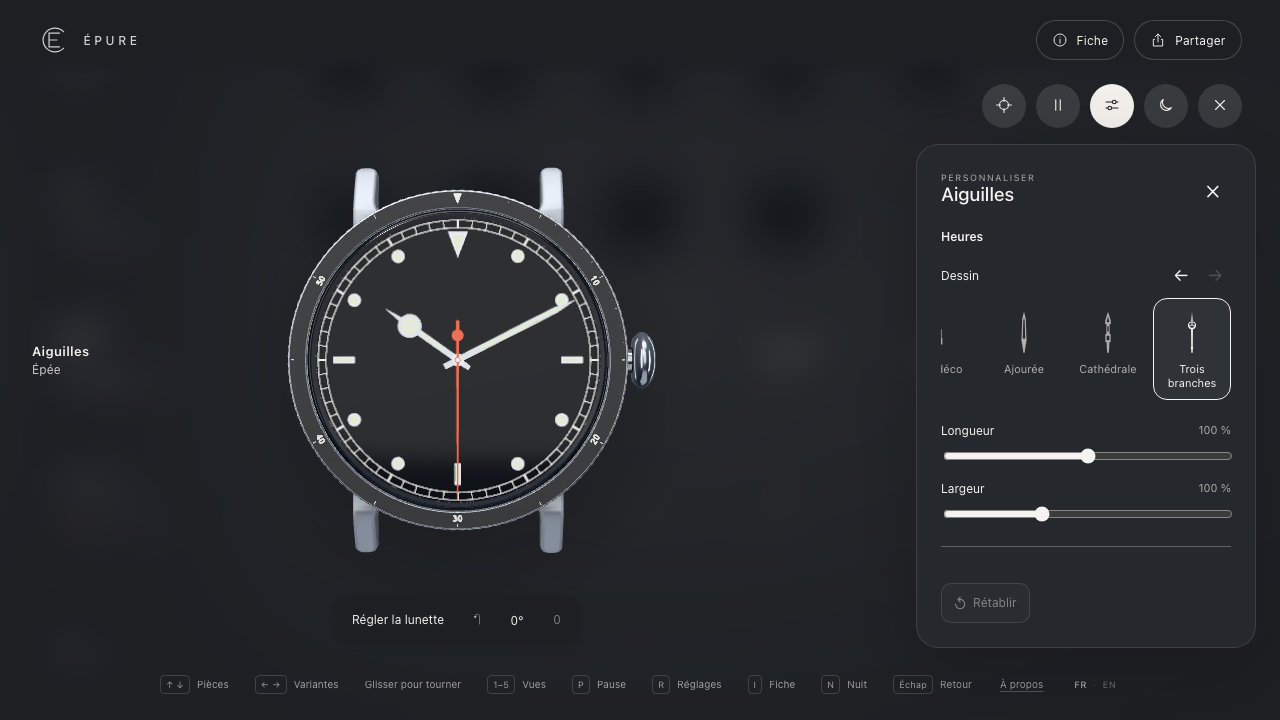 ÉPURE
Fiche
Partager
PERSONNALISER
Aiguilles
Heures
Dessin
Ajourée
Cathédrale
Trois
branches
Longueur
100 %
Largeur
100 %
Rétablir
Aiguilles
Épée
50
10
40
20
30
Régler la lunette
0°
0
↑ ↓ Pièces
← → Variantes
Glisser pour tourner
1–5 Vues
P Pause
R Réglages
I Fiche
N Nuit
Échap Retour
À propos
FR - EN